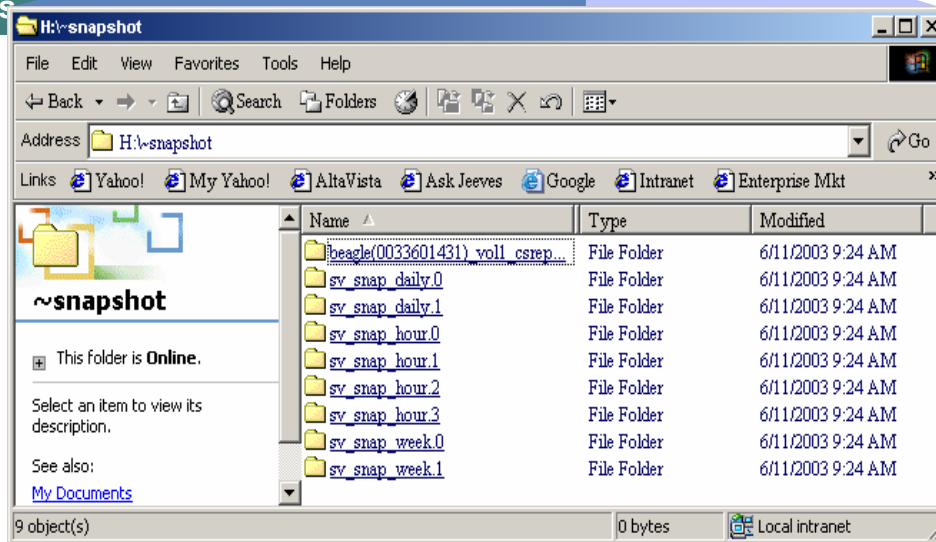 s
H:\~snapshot
File Edit View Favorites Tools Help
Back Search Folders
Address H:\~snapshot Go
Links Yahoo! My Yahoo! AltaVista Ask Jeeves Google Intranet Enterprise Mkt »
Name Type Modified
beagle(0033601431)_vol1_csrep... File Folder 6/11/2003 9:24 AM
sv_snap_daily.0 File Folder 6/11/2003 9:24 AM
sv_snap_daily.1 File Folder 6/11/2003 9:24 AM
~snapshot
sv_snap_hour.0 File Folder 6/11/2003 9:24 AM
This folder is Online.
sv_snap_hour.1 File Folder 6/11/2003 9:24 AM
sv_snap_hour.2 File Folder 6/11/2003 9:24 AM
Select an item to view its
description.
sv_snap_hour.3 File Folder 6/11/2003 9:24 AM
sv_snap_week.0 File Folder 6/11/2003 9:24 AM
See also:
sv_snap_week.1 File Folder 6/11/2003 9:24 AM
My Documents
9 object(s) 0 bytes Local intranet